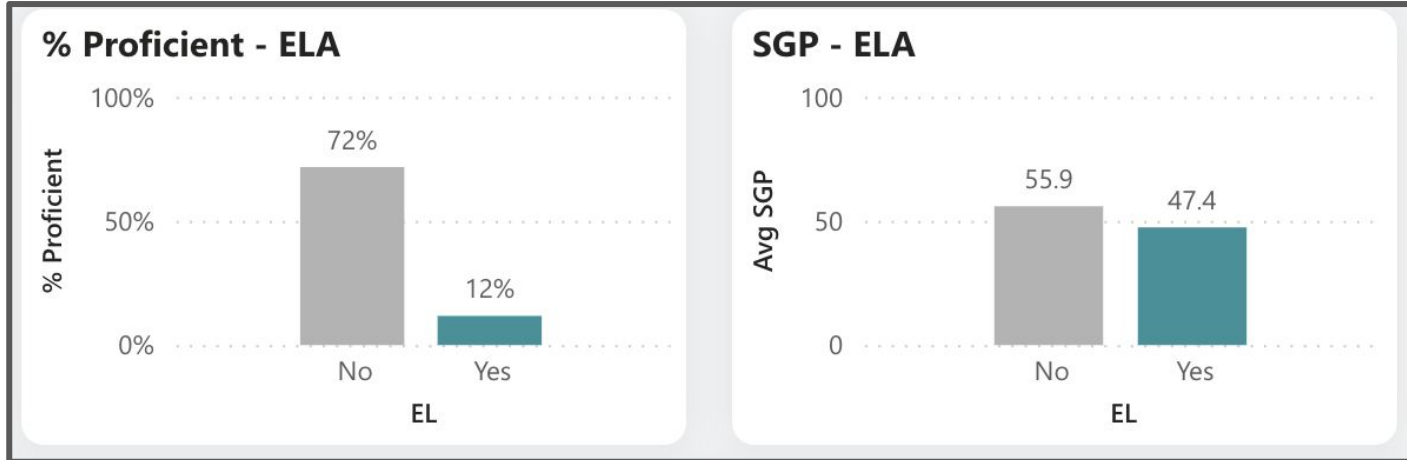 % Proficient - ELA
100%
50%
0%
% Proficient
72%
12%
No Yes
EL
SGP - ELA
100
50
0
Avg SGP
55.9
47.4
No Yes
EL